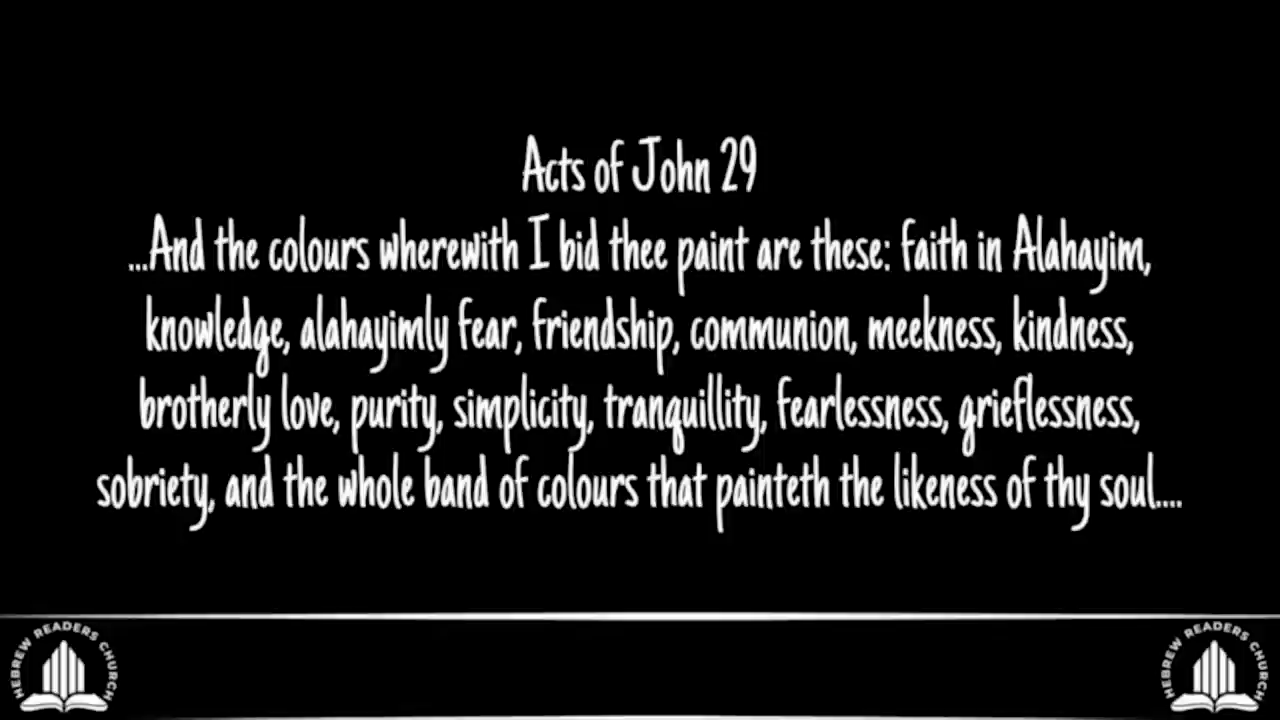 Acts of John 29
...And the colours wherewith I bid thee paint are these: faith in Alahayim,
knowledge, alahayimly fear, friendship, communion, meekness, kindness,
brotherly love, purity, simplicity, tranquillity, fearlessness, grieflessness,
sobriety, and the whole band of colours that painteth the likeness of thy soul....
HEBREW READERS CHURCH
HEBREW READERS CHURCH